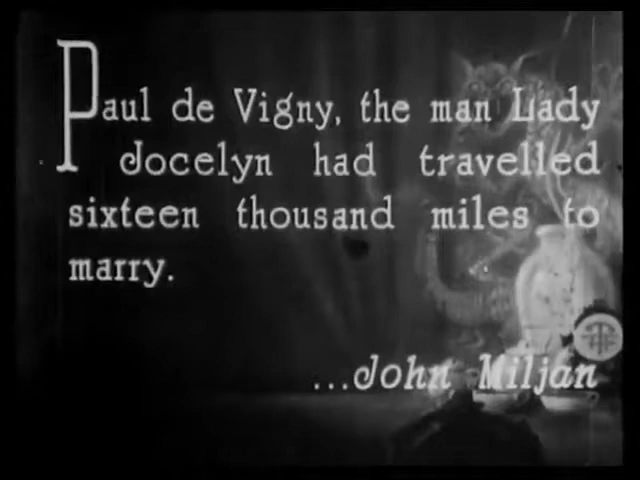 Paul de Vigny, the man Lady
Jocelyn had travelled
sixteen thousand miles to
marry.
...John Miljan